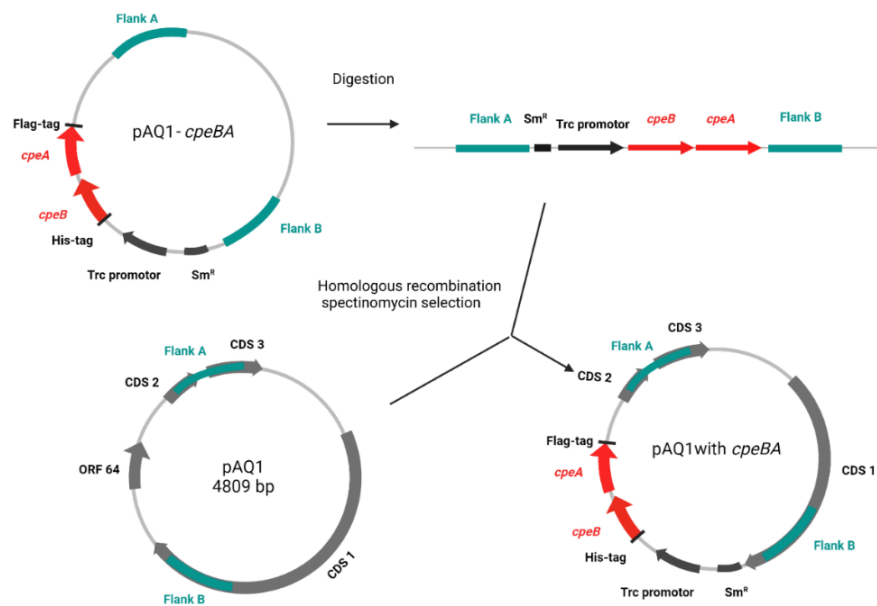 Flank A
Flag-tag
pAQ1-cpeBA
cpeA
cpeB
His-tag
Flank B
Trc promotor
Smᴿ
Digestion
Flank A
Smᴿ
Trc promotor
cpeB
cpeA
Flank B
Homologous recombination
spectinomycin selection
CDS 3
Flank A
CDS 2
ORF 64
pAQ1
4809 bp
CDS 1
Flank B
CDS 3
Flank A
CDS 2
Flag-tag
pAQ1with cpeBA
cpeA
CDS 1
cpeB
His-tag
Flank B
Trc promotor
Smᴿ